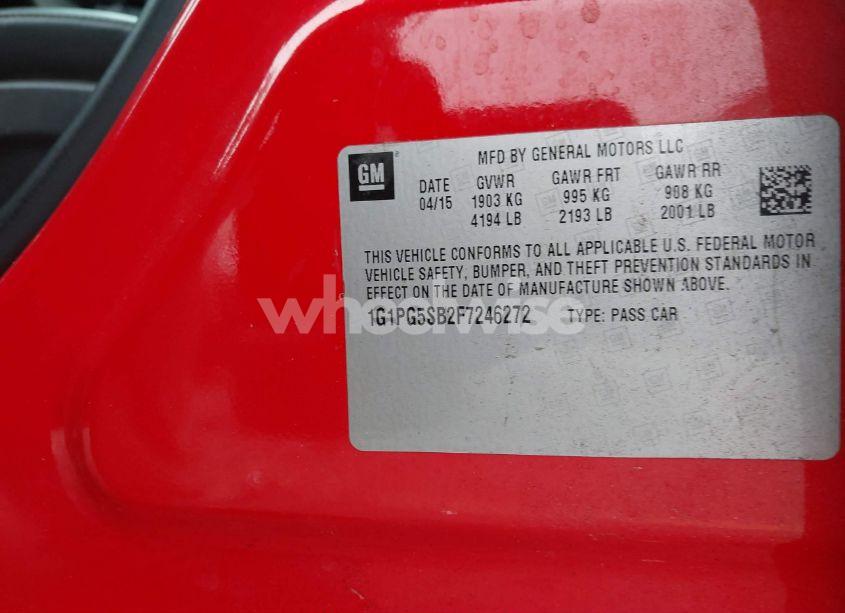 GM
MFD BY GENERAL MOTORS LLC
DATE GVWR GAWR FRT GAWR RR
04/15 1903 KG 995 KG 908 KG
4194 LB 2193 LB 2001 LB
THIS VEHICLE CONFORMS TO ALL APPLICABLE U.S. FEDERAL MOTOR
VEHICLE SAFETY, BUMPER, AND THEFT PREVENTION STANDARDS IN
EFFECT ON THE DATE OF MANUFACTURE SHOWN ABOVE.
1G1PG5SB2F7246272 TYPE: PASS CAR
wheelwise